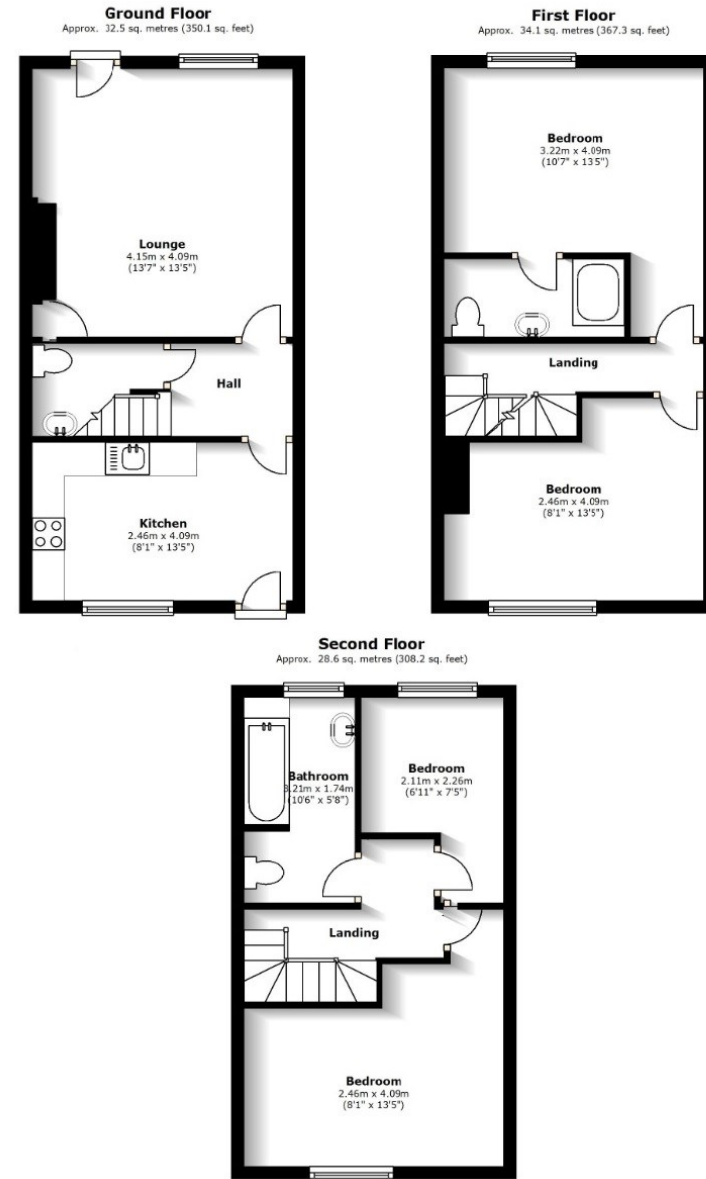 Ground Floor
Approx. 32.5 sq. metres (350.1 sq. feet)
Lounge
4.15m x 4.09m
(13'7" x 13'5")
Hall
Kitchen
2.46m x 4.09m
(8'1" x 13'5")
First Floor
Approx. 34.1 sq. metres (367.3 sq. feet)
Bedroom
3.22m x 4.09m
(10'7" x 13'5")
Landing
Bedroom
2.46m x 4.09m
(8'1" x 13'5")
Second Floor
Approx. 28.6 sq. metres (308.2 sq. feet)
Bathroom
3.21m x 1.74m
(10'6" x 5'8")
Bedroom
2.11m x 2.26m
(6'11" x 7'5")
Landing
Bedroom
2.46m x 4.09m
(8'1" x 13'5")